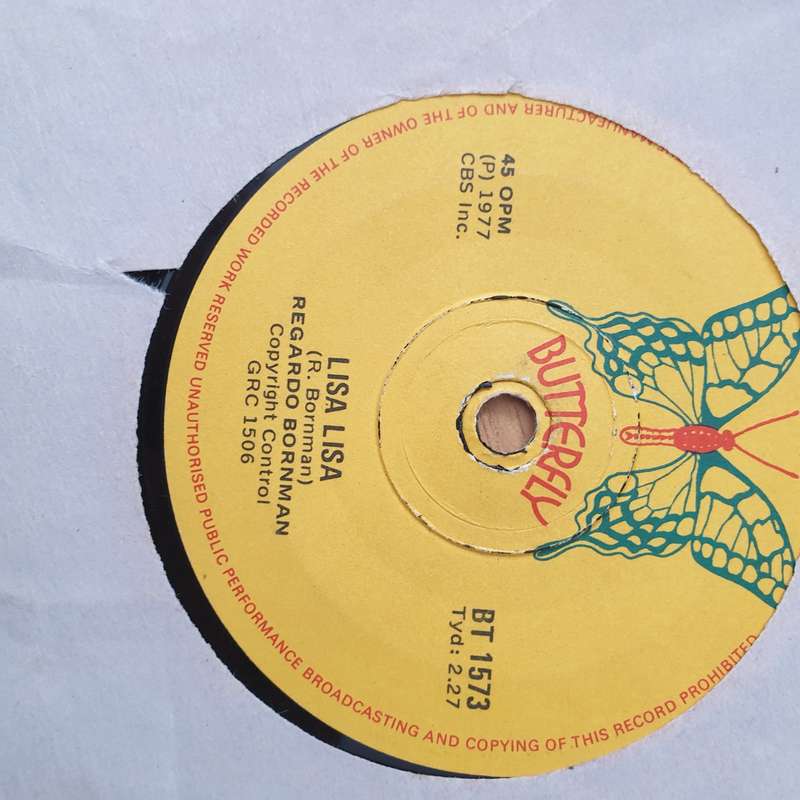 BUTTERFLY
45 OPM
(P) 1977
CBS Inc.
BT 1573
Tyd: 2.27
LISA LISA
(R. Bornman)
REGARDO BORNMAN
Copyright Control
GRC 1506
MANUFACTURER AND OF THE OWNER OF THE RECORDED WORK RESERVED UNAUTHORISED PUBLIC PERFORMANCE BROADCASTING AND COPYING OF THIS RECORD PROHIBITED